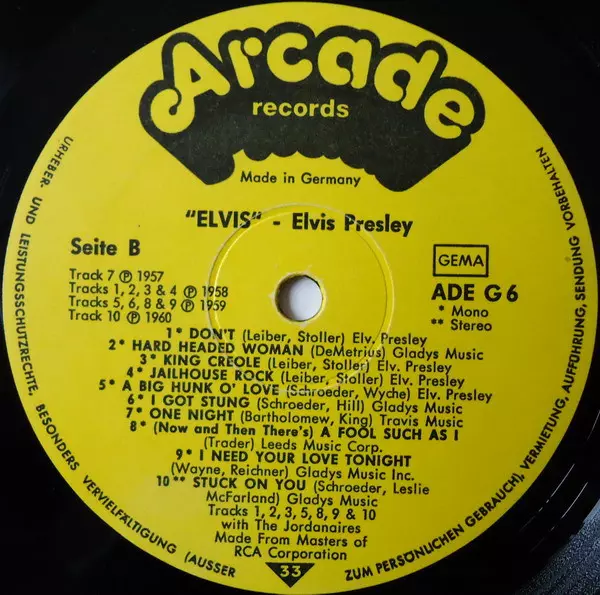 Arcade
records
Made in Germany
"ELVIS" - Elvis Presley
Seite B
GEMA
Track 7 Ⓟ 1957
Tracks 1, 2, 3 & 4 Ⓟ 1958
Tracks 5, 6, 8 & 9 Ⓟ 1959
Track 10 Ⓟ 1960
ADE G 6
* Mono
** Stereo
1* DON'T (Leiber, Stoller) Elv. Presley
2* HARD HEADED WOMAN (DeMetrius) Gladys Music
3* KING CREOLE (Leiber, Stoller) Elv. Presley
4* JAILHOUSE ROCK (Leiber, Stoller) Elv. Presley
5* A BIG HUNK O' LOVE (Schroeder, Wyche) Elv. Presley
6* I GOT STUNG (Schroeder, Hill) Gladys Music
7* ONE NIGHT (Bartholomew, King) Travis Music
8* (Now and Then There's) A FOOL SUCH AS I
(Trader) Leeds Music Corp.
9* I NEED YOUR LOVE TONIGHT
(Wayne, Reichner) Gladys Music Inc.
10** STUCK ON YOU (Schroeder, Leslie
McFarland) Gladys Music
Tracks 1, 2, 3, 5, 8, 9 & 10
with The Jordanaires
Made From Masters of
RCA Corporation
33
URHEBER- UND LEISTUNGSSCHUTZRECHTE, BESONDERS VERVIELFÄLTIGUNG (AUSSER ZUM PERSÖNLICHEN GEBRAUCH), VERMIETUNG, AUFFÜHRUNG, SENDUNG VORBEHALTEN